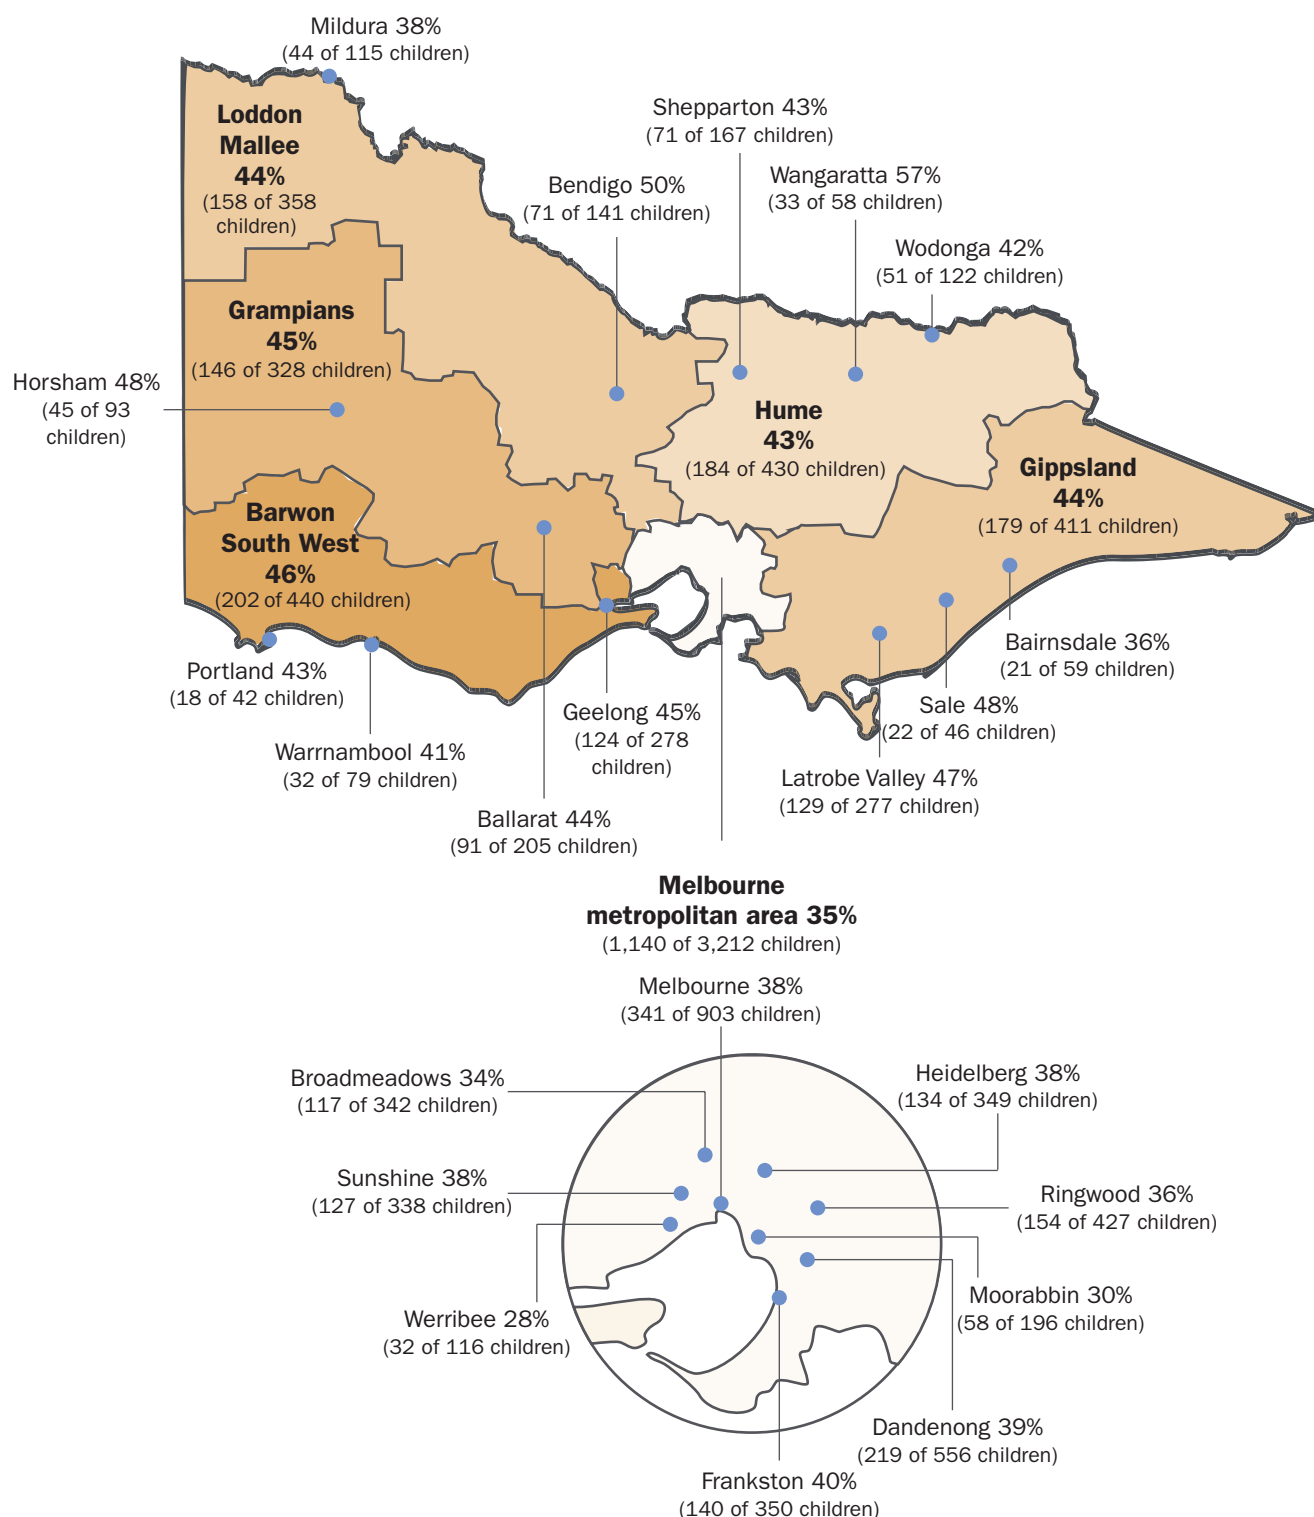 Mildura 38%
(44 of 115 children)
Loddon
Mallee
44%
(158 of 358
children)
Shepparton 43%
(71 of 167 children)
Bendigo 50%
(71 of 141 children)
Wangaratta 57%
(33 of 58 children)
Wodonga 42%
(51 of 122 children)
Grampians
45%
(146 of 328 children)
Horsham 48%
(45 of 93
children)
Hume
43%
(184 of 430 children)
Gippsland
44%
(179 of 411 children)
Barwon
South West
46%
(202 of 440 children)
Portland 43%
(18 of 42 children)
Warrnambool 41%
(32 of 79 children)
Geelong 45%
(124 of 278
children)
Ballarat 44%
(91 of 205 children)
Bairnsdale 36%
(21 of 59 children)
Sale 48%
(22 of 46 children)
Latrobe Valley 47%
(129 of 277 children)
Melbourne
metropolitan area 35%
(1,140 of 3,212 children)
Melbourne 38%
(341 of 903 children)
Broadmeadows 34%
(117 of 342 children)
Heidelberg 38%
(134 of 349 children)
Sunshine 38%
(127 of 338 children)
Ringwood 36%
(154 of 427 children)
Werribee 28%
(32 of 116 children)
Moorabbin 30%
(58 of 196 children)
Dandenong 39%
(219 of 556 children)
Frankston 40%
(140 of 350 children)